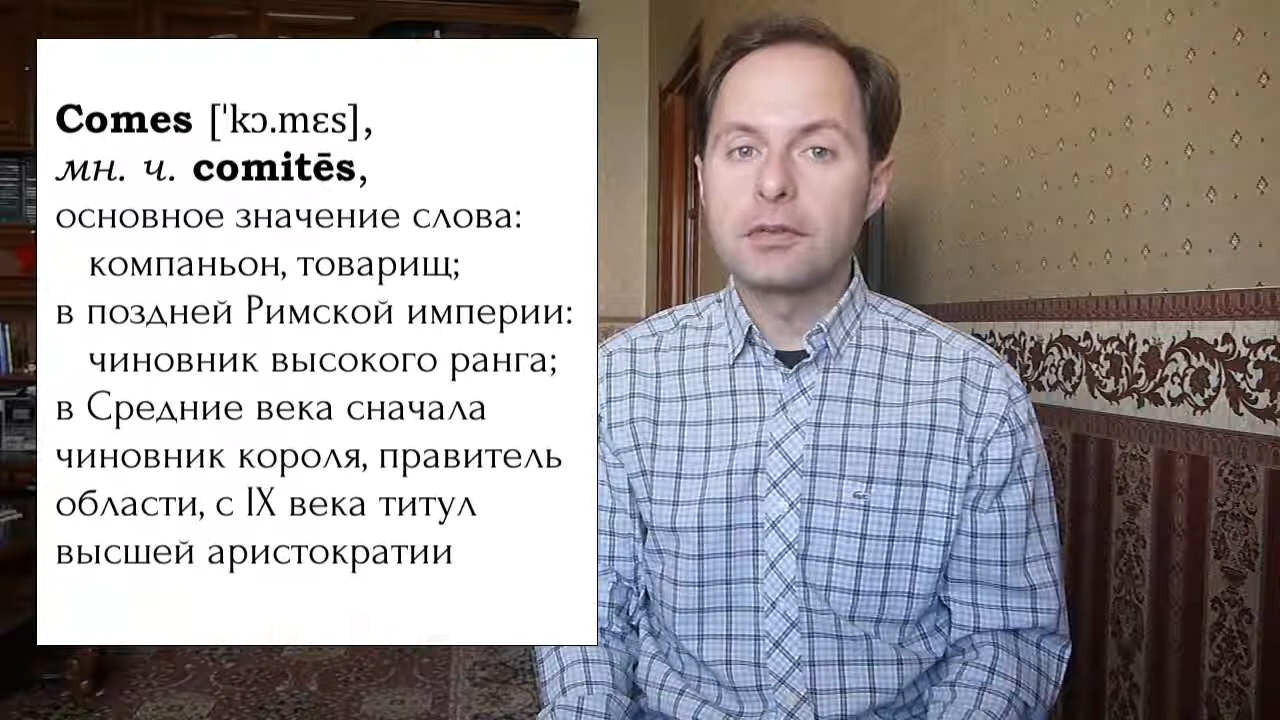 Comes [ˈkɔ.mɛs],
мн. ч. comitēs,
основное значение слова:
компаньон, товарищ;
в поздней Римской империи:
чиновник высокого ранга;
в Средние века сначала
чиновник короля, правитель
области, с IX века титул
высшей аристократии